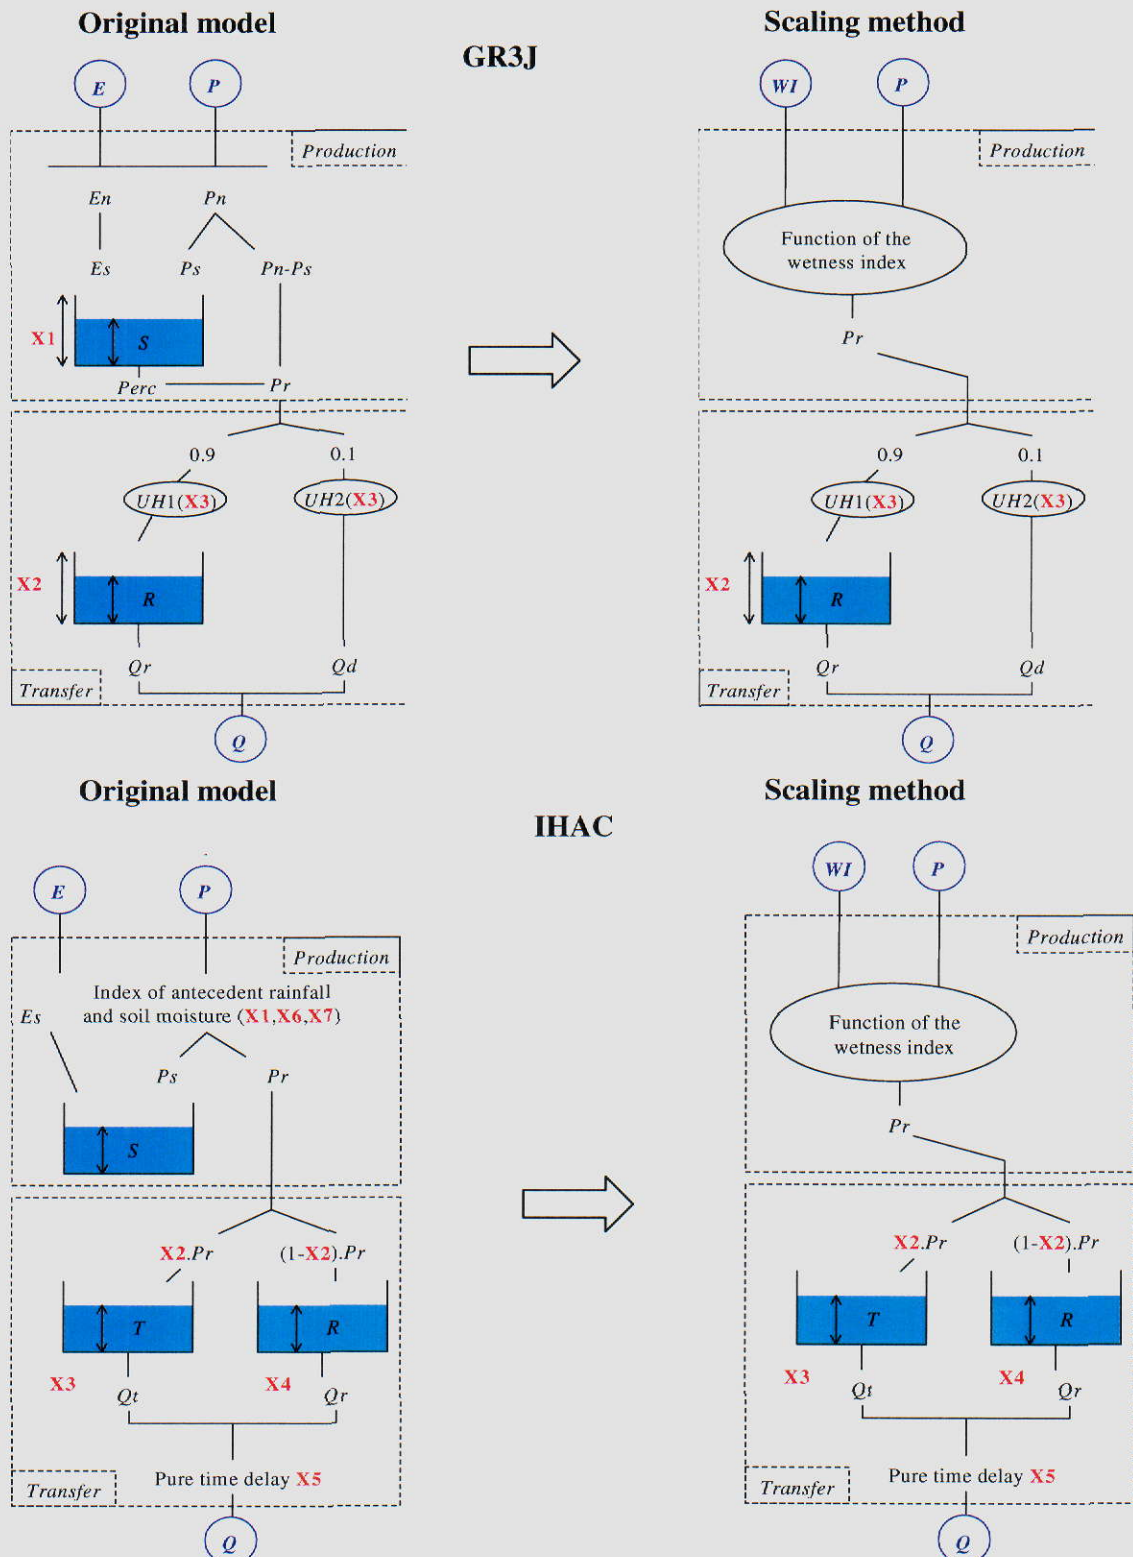 Original model
Scaling method
GR3J
E
P
WI
P
Production
Production
En
Pn
Function of the
wetness index
Es
Ps
Pn-Ps
X1
S
Pr
Perc
Pr
0.9
0.1
0.9
0.1
UH1(X3)
UH2(X3)
UH1(X3)
UH2(X3)
X2
R
X2
R
Qr
Qd
Qr
Qd
Transfer
Transfer
Q
Q
Original model
Scaling method
IHAC
E
P
WI
P
Production
Production
Index of antecedent rainfall
and soil moisture (X1,X6,X7)
Es
Function of the
wetness index
Ps
Pr
Pr
S
X2.Pr
(1-X2).Pr
X2.Pr
(1-X2).Pr
T
R
T
R
X3
Qt
X4
Qr
X3
Qt
X4
Qr
Pure time delay X5
Pure time delay X5
Transfer
Transfer
Q
Q